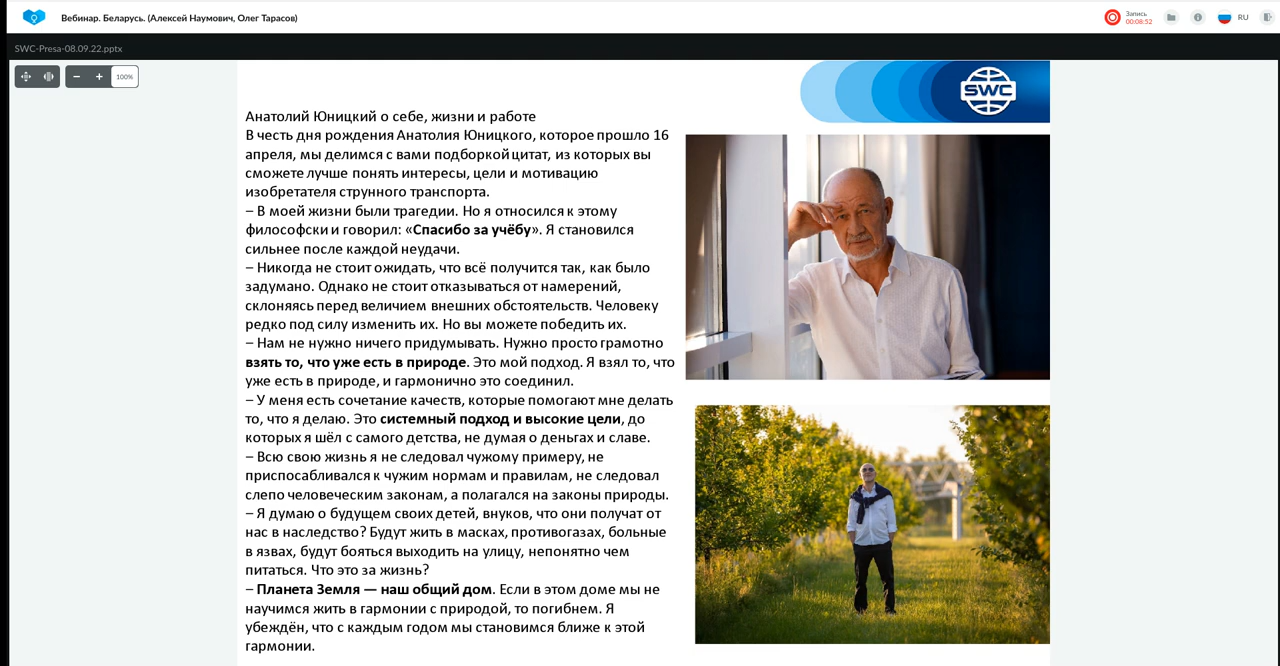 Вебинар. Беларусь. (Алексей Наумович, Олег Тарасов)
Запись
00:08:52
RU
SWC-Presa-08.09.22.pptx
100%
SWC
Анатолий Юницкий о себе, жизни и работе
В честь дня рождения Анатолия Юницкого, которое прошло 16
апреля, мы делимся с вами подборкой цитат, из которых вы
сможете лучше понять интересы, цели и мотивацию
изобретателя струнного транспорта.
– В моей жизни были трагедии. Но я относился к этому
философски и говорил: «Спасибо за учёбу». Я становился
сильнее после каждой неудачи.
– Никогда не стоит ожидать, что всё получится так, как было
задумано. Однако не стоит отказываться от намерений,
склоняясь перед величием внешних обстоятельств. Человеку
редко под силу изменить их. Но вы можете победить их.
– Нам не нужно ничего придумывать. Нужно просто грамотно
взять то, что уже есть в природе. Это мой подход. Я взял то, что
уже есть в природе, и гармонично это соединил.
– У меня есть сочетание качеств, которые помогают мне делать
то, что я делаю. Это системный подход и высокие цели, до
которых я шёл с самого детства, не думая о деньгах и славе.
– Всю свою жизнь я не следовал чужому примеру, не
приспосабливался к чужим нормам и правилам, не следовал
слепо человеческим законам, а полагался на законы природы.
– Я думаю о будущем своих детей, внуков, что они получат от
нас в наследство? Будут жить в масках, противогазах, больные
в язвах, будут бояться выходить на улицу, непонятно чем
питаться. Что это за жизнь?
– Планета Земля — наш общий дом. Если в этом доме мы не
научимся жить в гармонии с природой, то погибнем. Я
убеждён, что с каждым годом мы становимся ближе к этой
гармонии.